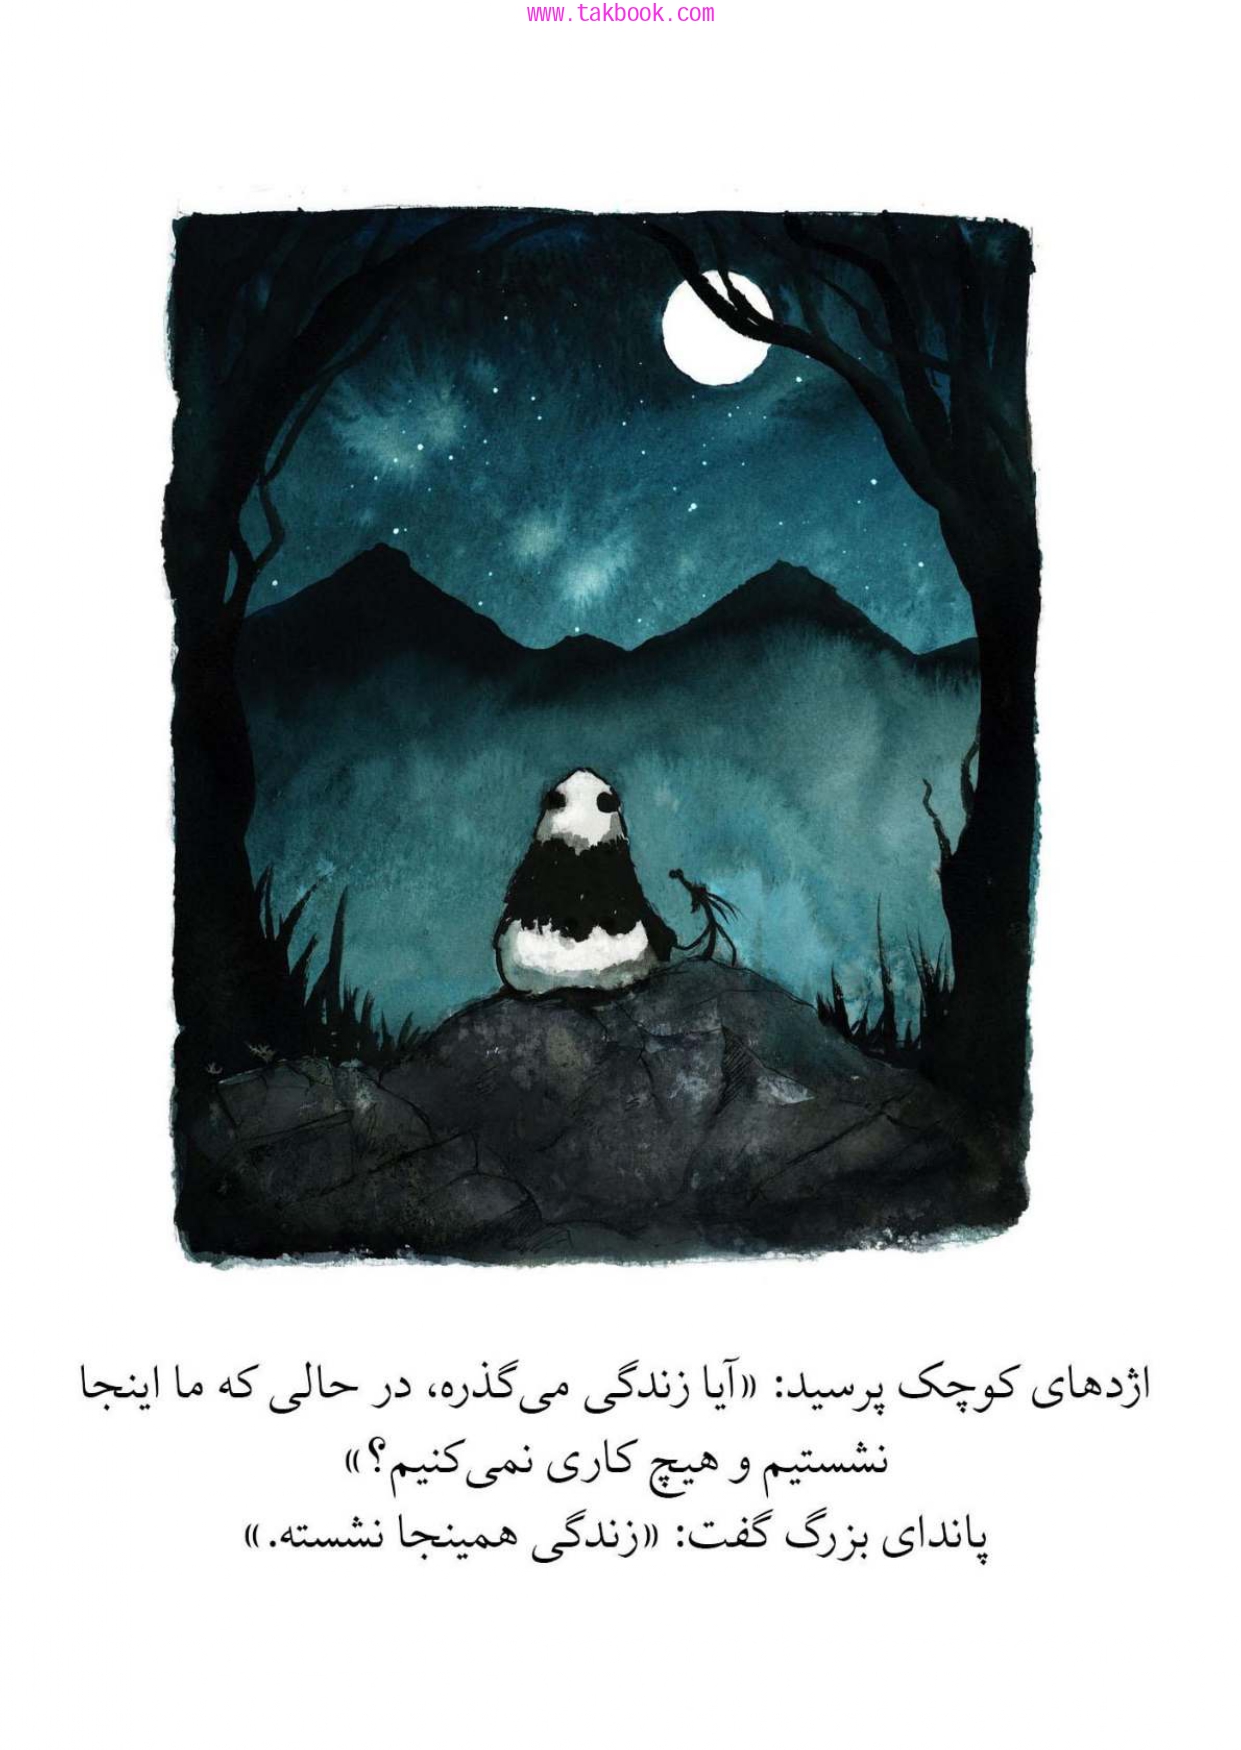 www.takbook.com
اژدهای کوچک پرسید: «آیا زندگی می‌گذره، در حالی که ما اینجا
نشستیم و هیچ کاری نمی‌کنیم؟»
پاندای بزرگ گفت: «زندگی همینجا نشسته.»